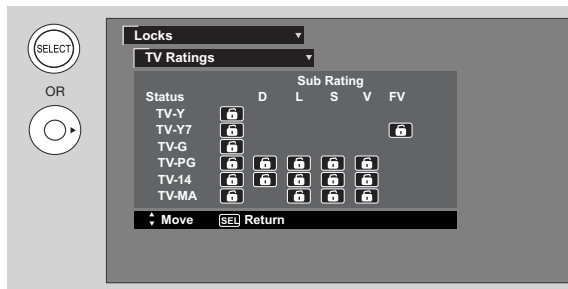 SELECT
OR
Locks
TV Ratings
Sub Rating
Status D L S V FV
TV-Y
TV-Y7
TV-G
TV-PG
TV-14
TV-MA
Move SEL Return